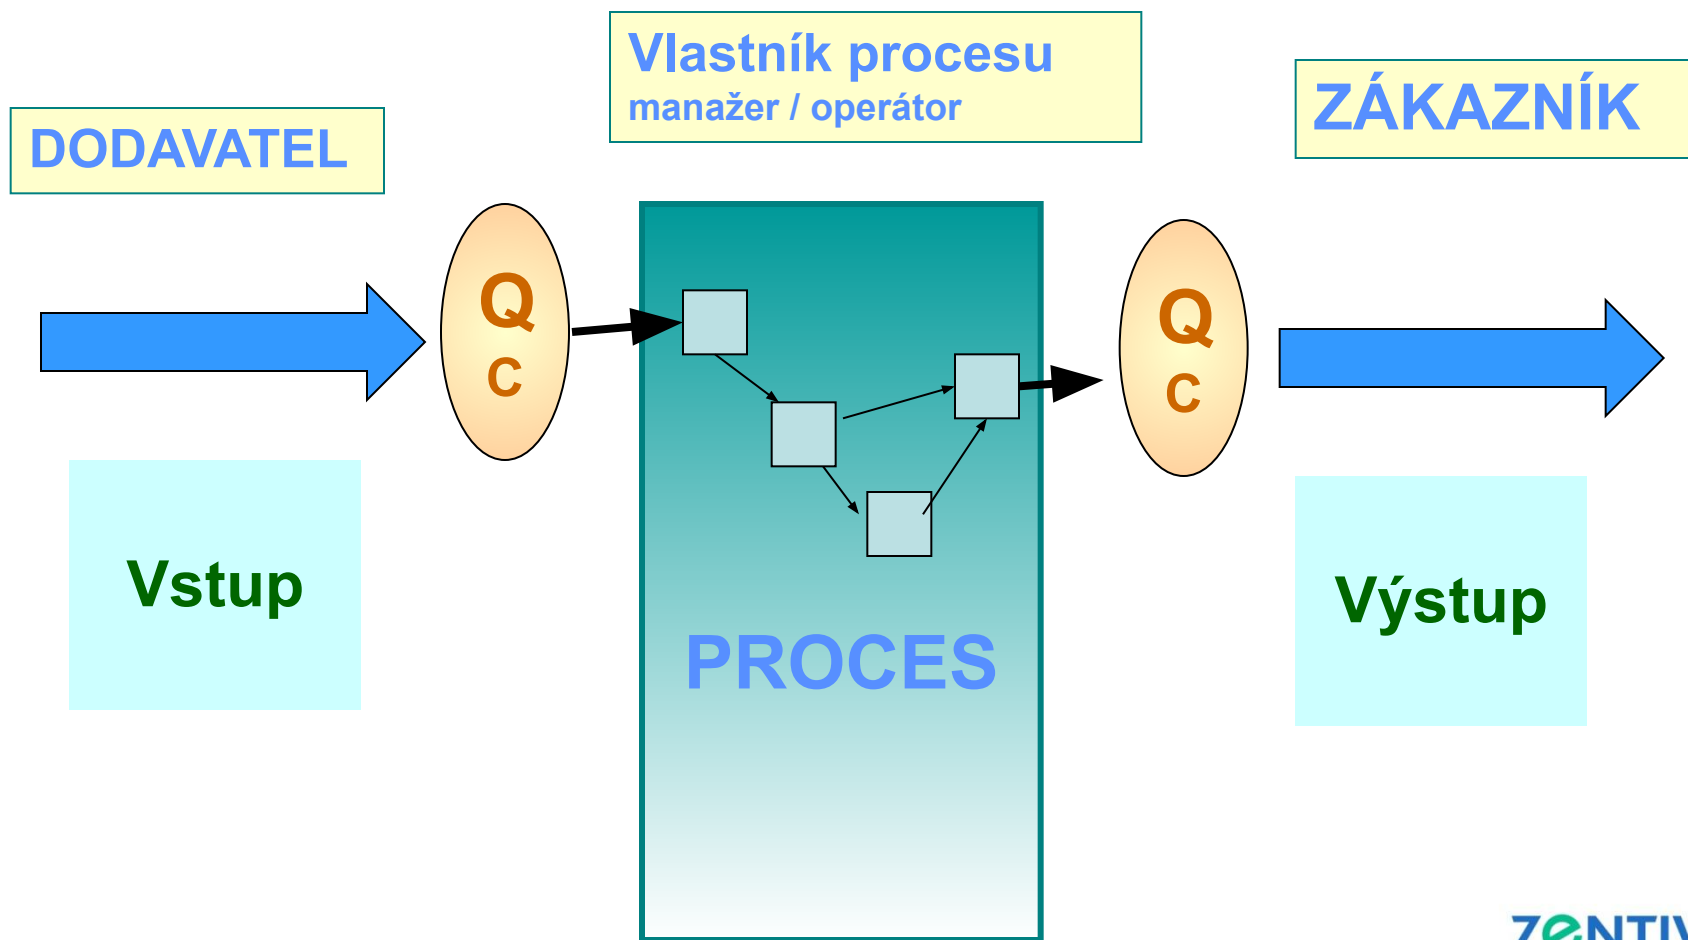 Vlastník procesu
manažer / operátor
ZÁKAZNÍK
DODAVATEL
Q
C
Q
C
Vstup
Výstup
PROCES